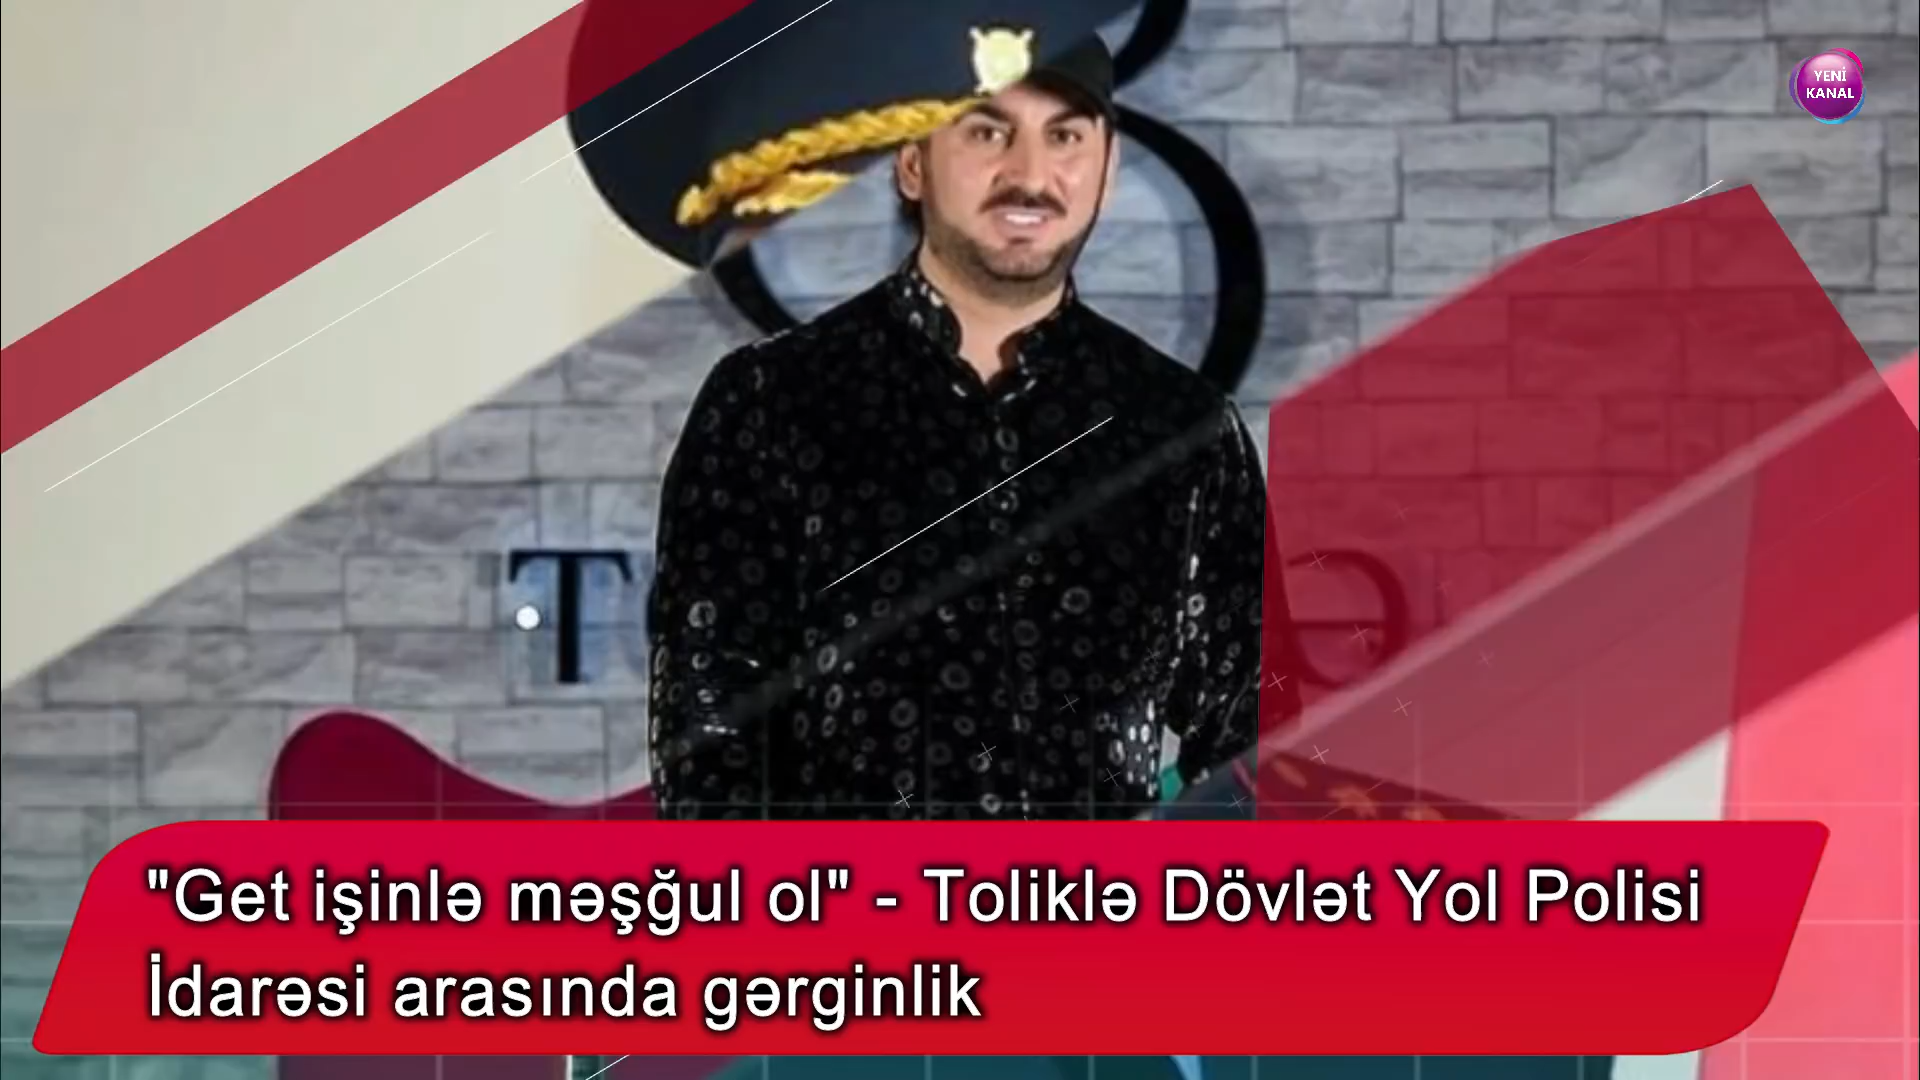 YENİ
KANAL
T Ə
"Get işinlə məşğul ol" - Toliklə Dövlət Yol Polisi
İdarəsi arasında gərginlik